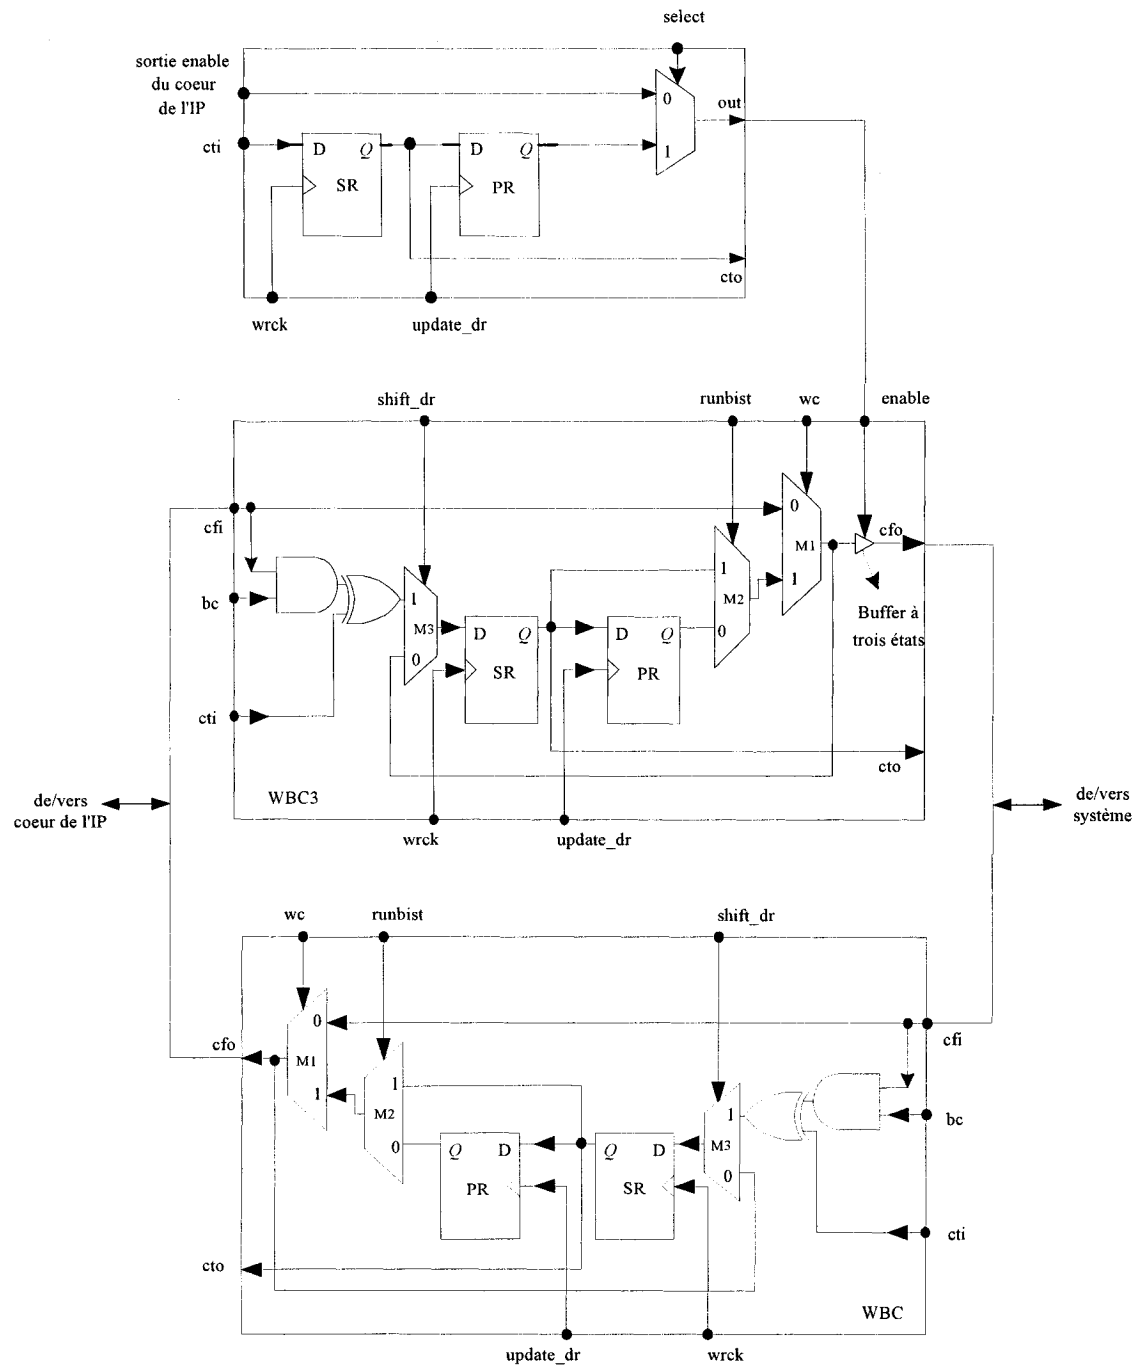 select
sortie enable
du coeur
de l'IP
0
out
cti
D Q
D Q
1
SR
PR
cto
wrck
update_dr
shift_dr
runbist
wc
enable
cfi
0
cfo
M1
bc
1
1
1
M2
M3
Buffer à
trois états
D Q
D Q
0
0
SR
PR
cti
cto
WBC3
de/vers
coeur de l'IP
de/vers
système
wrck
update_dr
wc
runbist
shift_dr
0
cfo
cfi
M1
1
1
M2
1
bc
M3
0
Q D
Q D
0
PR
SR
cti
cto
WBC
update_dr
wrck